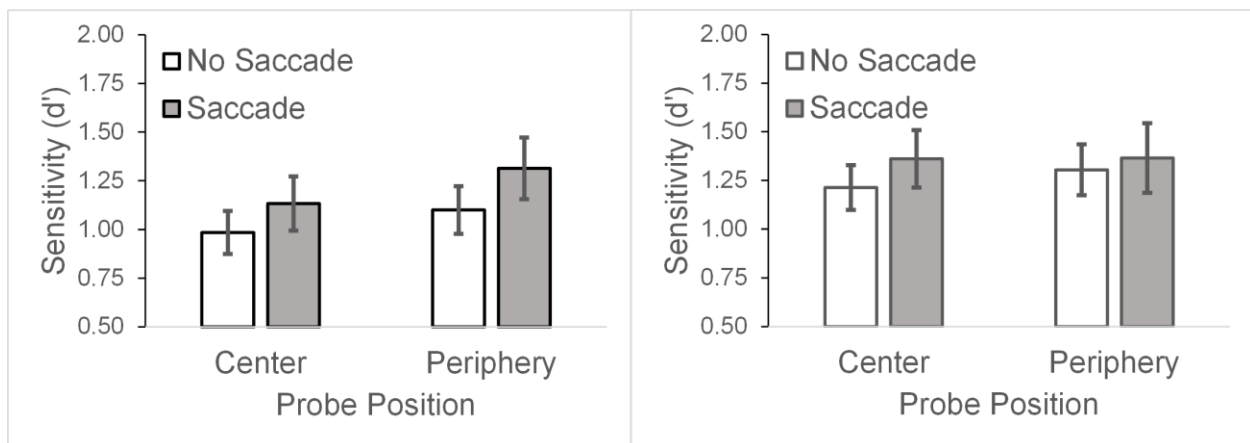 Sensitivity (d')
2.00
1.75
1.50
1.25
1.00
0.75
0.50
No Saccade
Saccade
Center Periphery
Probe Position
Sensitivity (d')
2.00
1.75
1.50
1.25
1.00
0.75
0.50
No Saccade
Saccade
Center Periphery
Probe Position